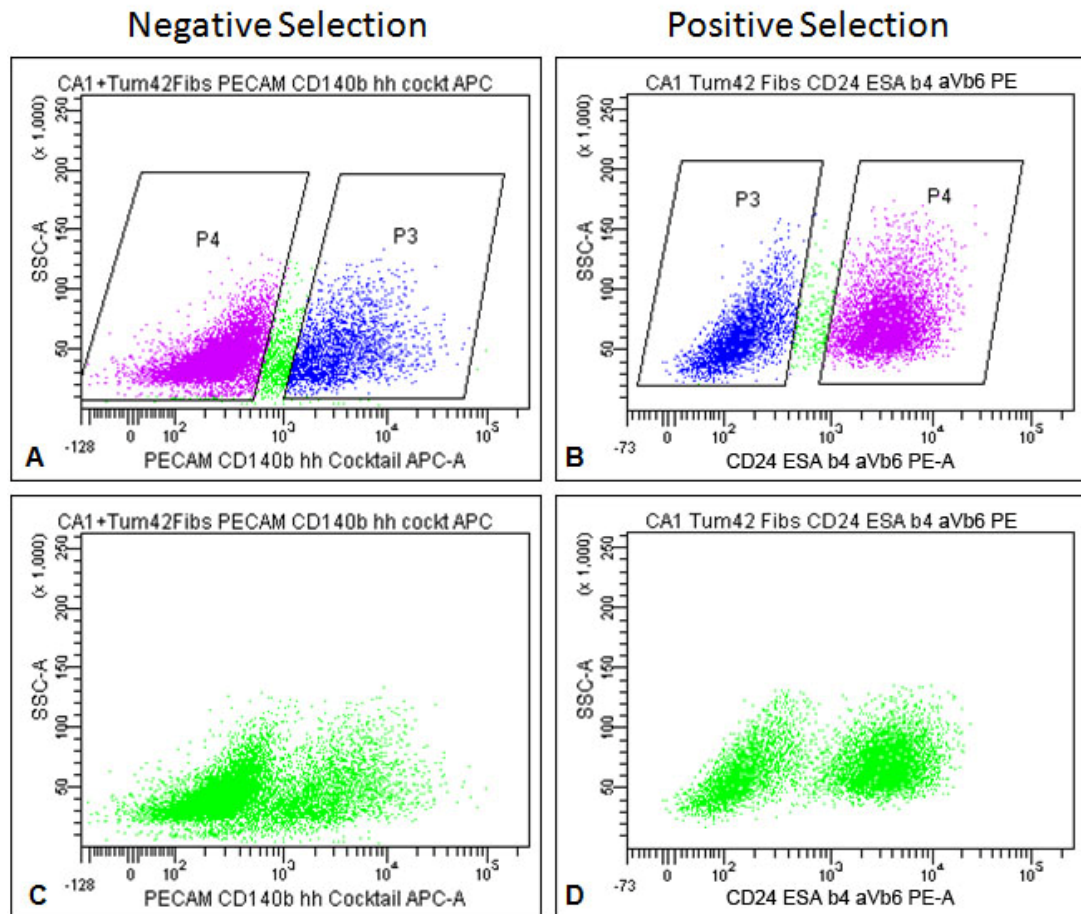 Negative Selection
Positive Selection
CA1+Tum42Fibs PECAM CD140b hh cockt APC
(x 1,000)
250
200
150
100
50
SSC-A
P4
P3
-128
0
10²
10³
10⁴
10⁵
A
PECAM CD140b hh Cocktail APC-A
CA1 Tum42 Fibs CD24 ESA b4 aVb6 PE
(x 1,000)
250
200
150
100
50
SSC-A
P3
P4
-73
0
10²
10³
10⁴
10⁵
B
CD24 ESA b4 aVb6 PE-A
CA1+Tum42Fibs PECAM CD140b hh cockt APC
(x 1,000)
250
200
150
100
50
SSC-A
-128
0
10²
10³
10⁴
10⁵
C
PECAM CD140b hh Cocktail APC-A
CA1 Tum42 Fibs CD24 ESA b4 aVb6 PE
(x 1,000)
250
200
150
100
50
SSC-A
-73
0
10²
10³
10⁴
10⁵
D
CD24 ESA b4 aVb6 PE-A